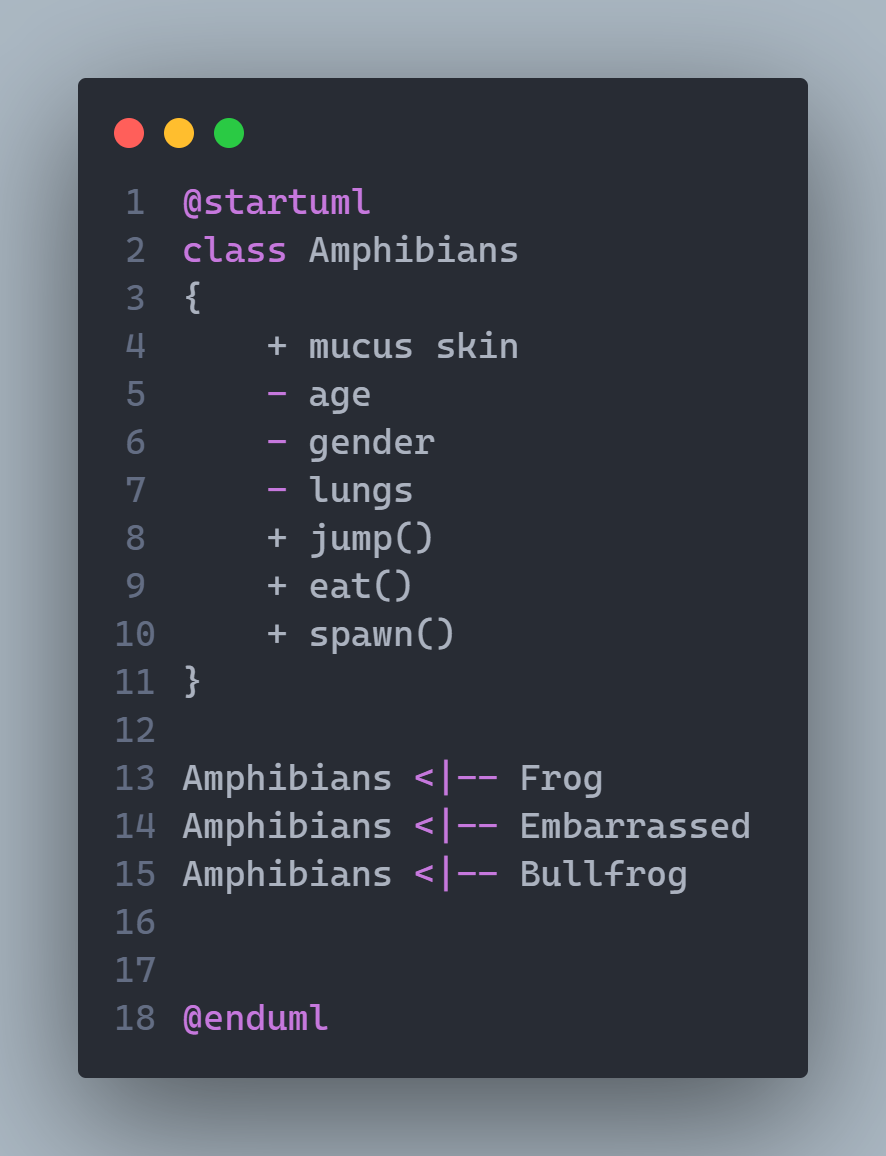 1 @startuml
2 class Amphibians
3 {
4     + mucus skin
5     - age
6     - gender
7     - lungs
8     + jump()
9     + eat()
10     + spawn()
11 }
12
13 Amphibians <|-- Frog
14 Amphibians <|-- Embarrassed
15 Amphibians <|-- Bullfrog
16
17
18 @enduml